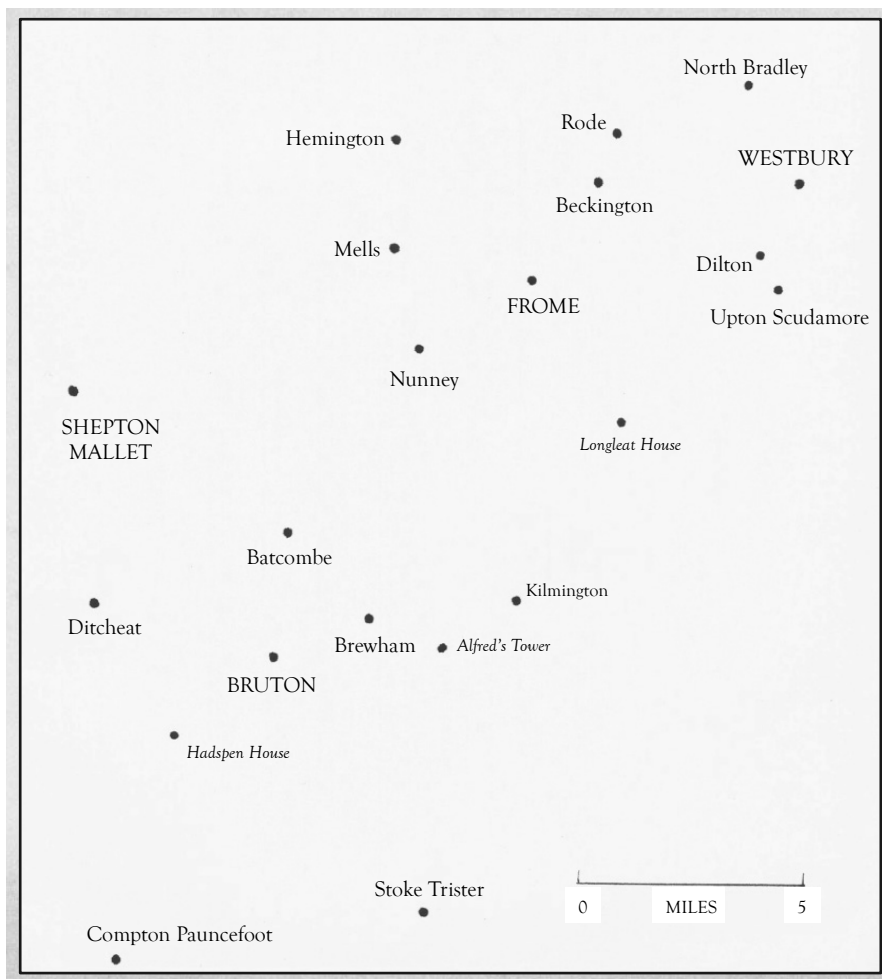 North Bradley
Rode
Hemington
WESTBURY
Beckington
Mells
Dilton
FROME
Upton Scudamore
Nunney
SHEPTON
MALLET
Longleat House
Batcombe
Kilmington
Ditcheat
Brewham
Alfred's Tower
BRUTON
Hadspen House
Stoke Trister
0 MILES 5
Compton Pauncefoot